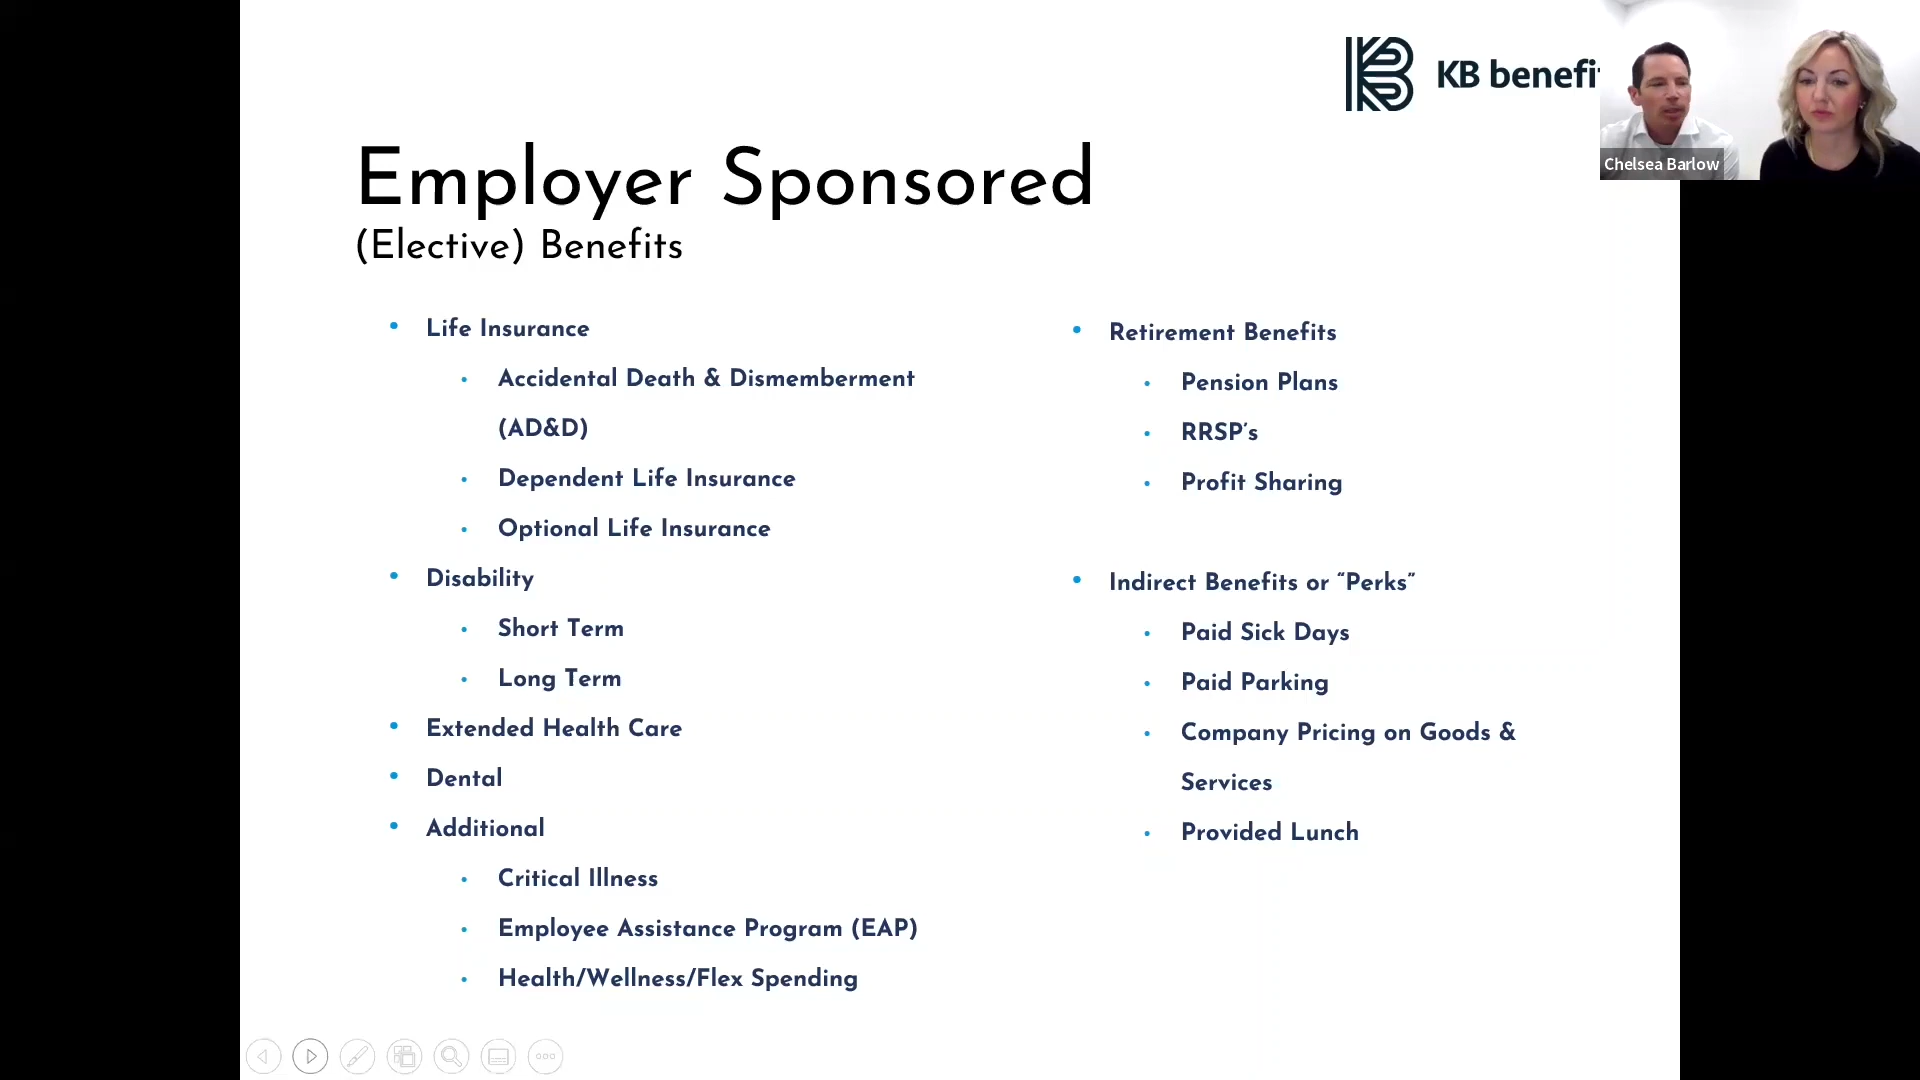 KB benefi
Chelsea Barlow
Employer Sponsored
(Elective) Benefits
• Life Insurance
• Accidental Death & Dismemberment
(AD&D)
• Dependent Life Insurance
• Optional Life Insurance
• Disability
• Short Term
• Long Term
• Extended Health Care
• Dental
• Additional
• Critical Illness
• Employee Assistance Program (EAP)
• Health/Wellness/Flex Spending
• Retirement Benefits
• Pension Plans
• RRSP’s
• Profit Sharing
• Indirect Benefits or “Perks”
• Paid Sick Days
• Paid Parking
• Company Pricing on Goods &
Services
• Provided Lunch